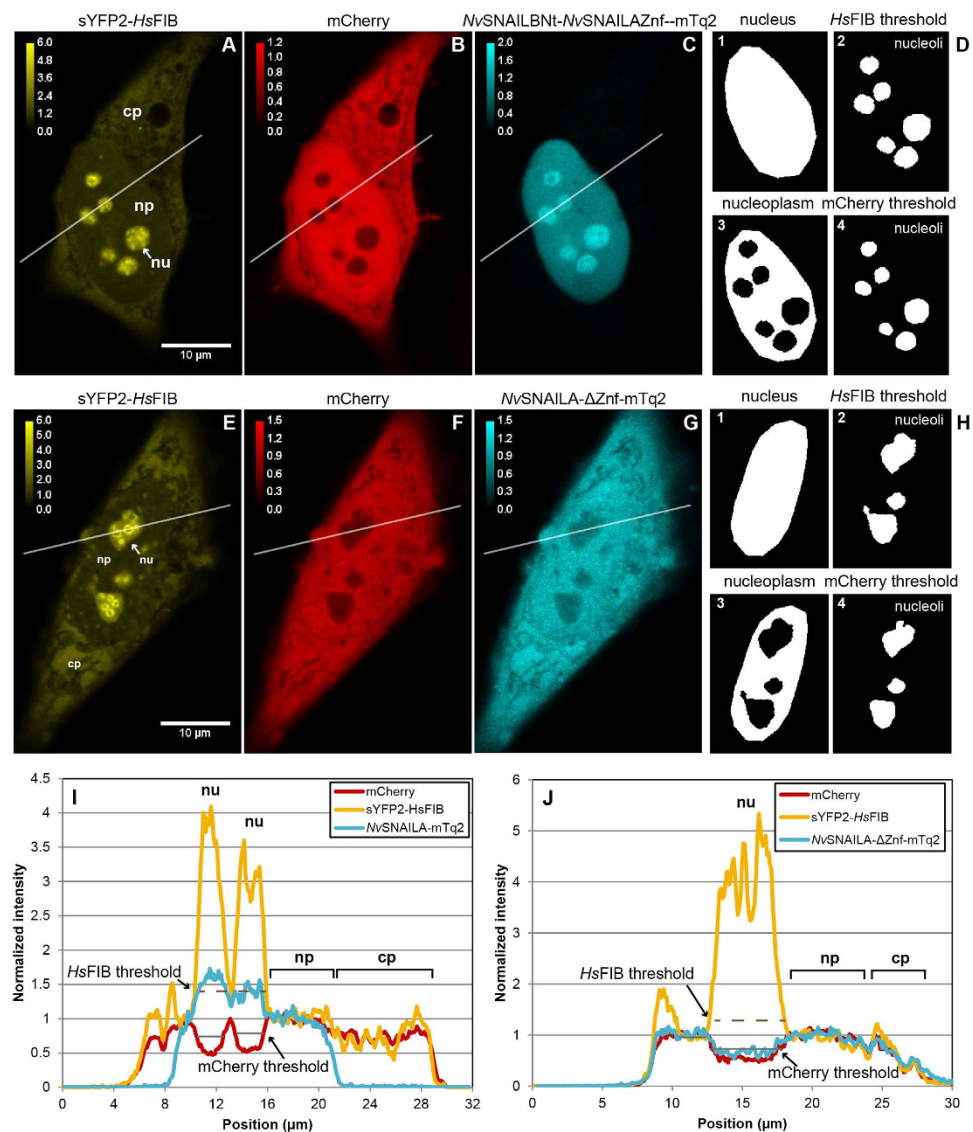 sYFP2-HsFIB
mCherry
NvSNAILBNt-NvSNAILAZnf--mTq2
nucleus
HsFIB threshold
6.0
4.8
3.6
2.4
1.2
0.0
A
cp
np
nu
10 µm
1.2
1.0
0.8
0.6
0.4
0.2
0.0
B
2.0
1.6
1.2
0.8
0.4
0.0
C
1
2
nucleoli
D
nucleoplasm
mCherry threshold
3
4
nucleoli
sYFP2-HsFIB
mCherry
NvSNAILA-ΔZnf-mTq2
nucleus
HsFIB threshold
6.0
5.0
4.0
3.0
2.0
1.0
0.0
E
np
nu
cp
10 µm
1.5
1.2
0.9
0.6
0.3
0.0
F
1.5
1.2
0.9
0.6
0.3
0.0
G
1
2
nucleoli
H
nucleoplasm
mCherry threshold
3
4
nucleoli
I
4.5
4
3.5
3
2.5
2
1.5
1
0.5
0
Normalized intensity
nu
nu
mCherry
sYFP2-HsFIB
NvSNAILA-mTq2
HsFIB threshold
np
cp
mCherry threshold
0 4 8 12 16 20 24 28 32
Position (µm)
J
6
5
4
3
2
1
0
Normalized intensity
nu
mCherry
sYFP2-HsFIB
NvSNAILA-ΔZnf-mTq2
HsFIB threshold
np
cp
mCherry threshold
0 5 10 15 20 25 30
Position (µm)